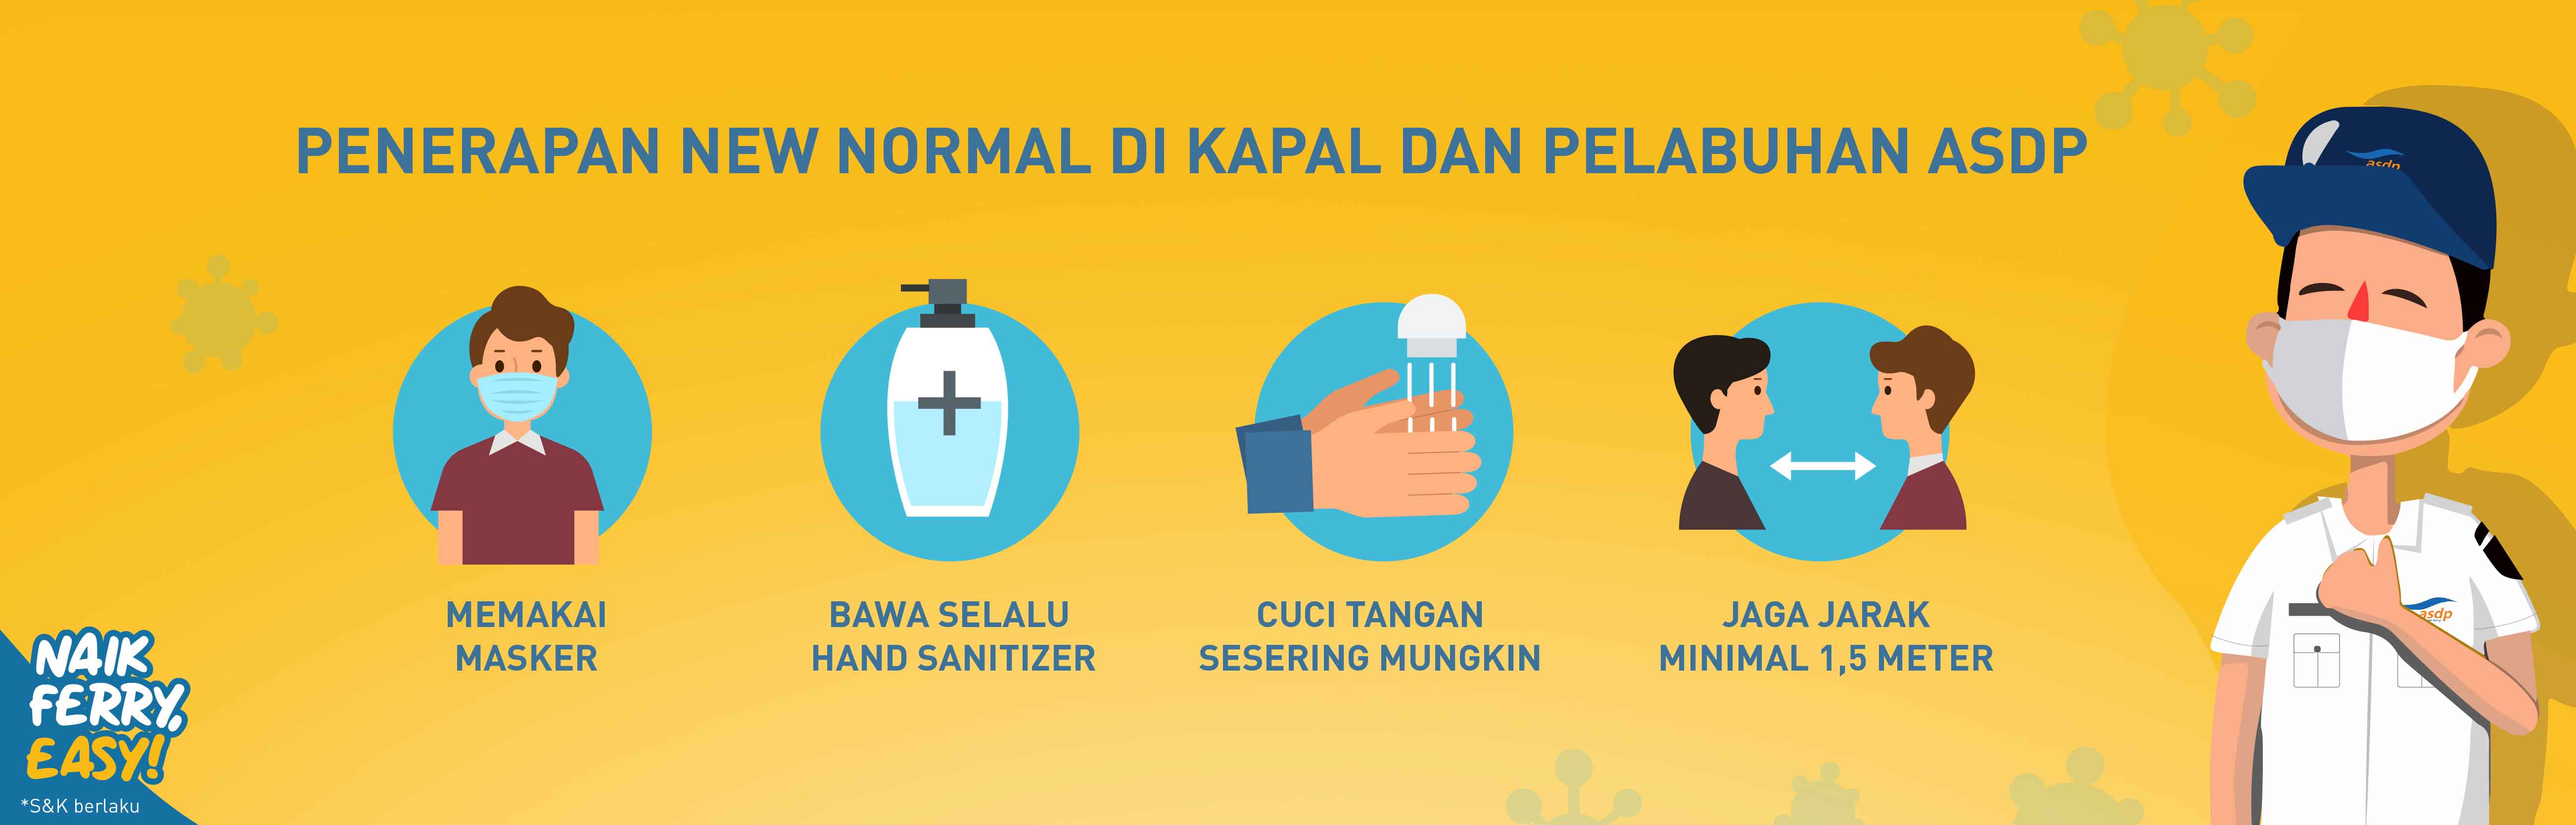 PENERAPAN NEW NORMAL DI KAPAL DAN PELABUHAN ASDP
asdp
MEMAKAI
MASKER
BAWA SELALU
HAND SANITIZER
CUCI TANGAN
SESERING MUNGKIN
JAGA JARAK
MINIMAL 1,5 METER
asdp
NAIK
FERRY,
EASY!
*S&K berlaku